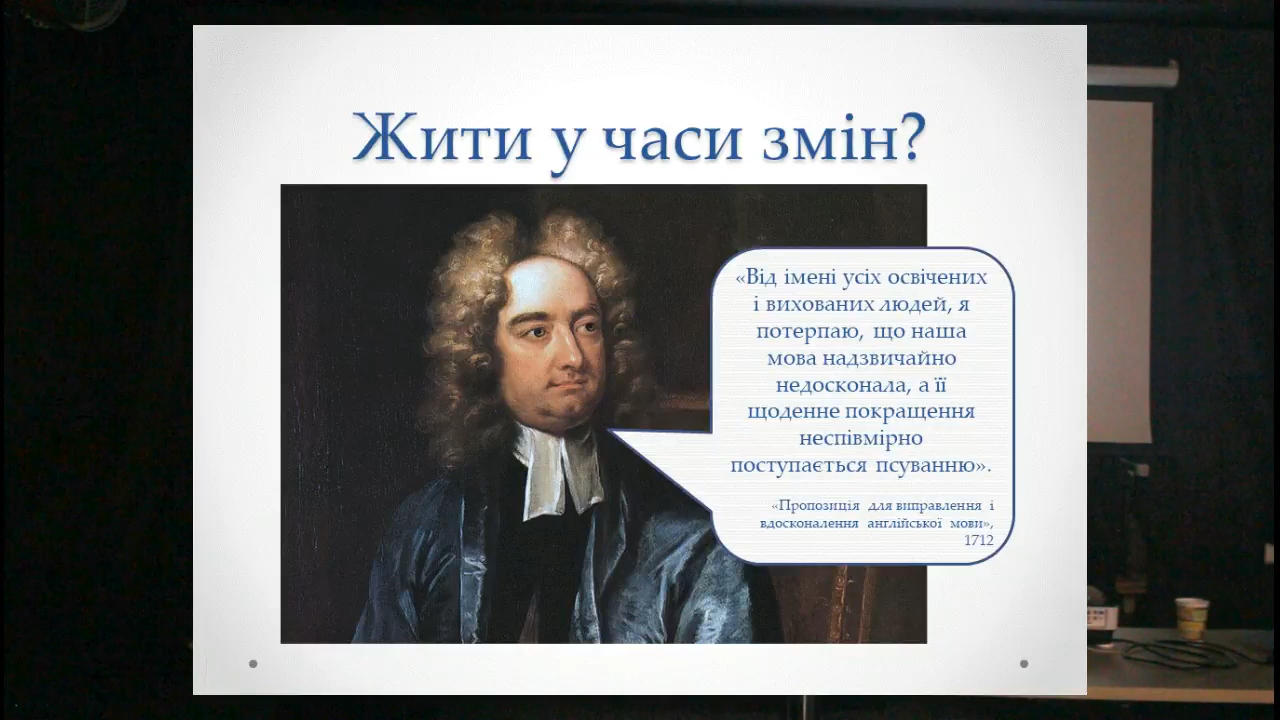 Жити у часи змін?
«Від імені усіх освічених
і вихованих людей, я
потерпаю, що наша
мова надзвичайно
недосконала, а її
щоденне покращення
неспівмірно
поступається псуванню».
«Пропозиція для виправлення і
вдосконалення англійської мови»,
1712